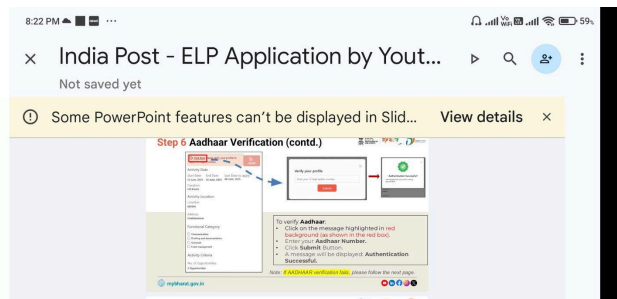 8:22 PM
59%
India Post - ELP Application by Yout...
Not saved yet
Some PowerPoint features can't be displayed in Slid...
View details
Step 6 Aadhaar Verification (contd.)
Activity Date
Activity Location
Functional Category
Activity Criteria
Verify your profile
Authentication Successful
To verify Aadhaar:
• Click on the message highlighted in red
background (as shown in the red box).
• Enter your Aadhaar Number.
• Click Submit Button.
• A message will be displayed: Authentication
Successful.
Note: If AADHAAR verification fails, please follow the next page.
mybharat.gov.in